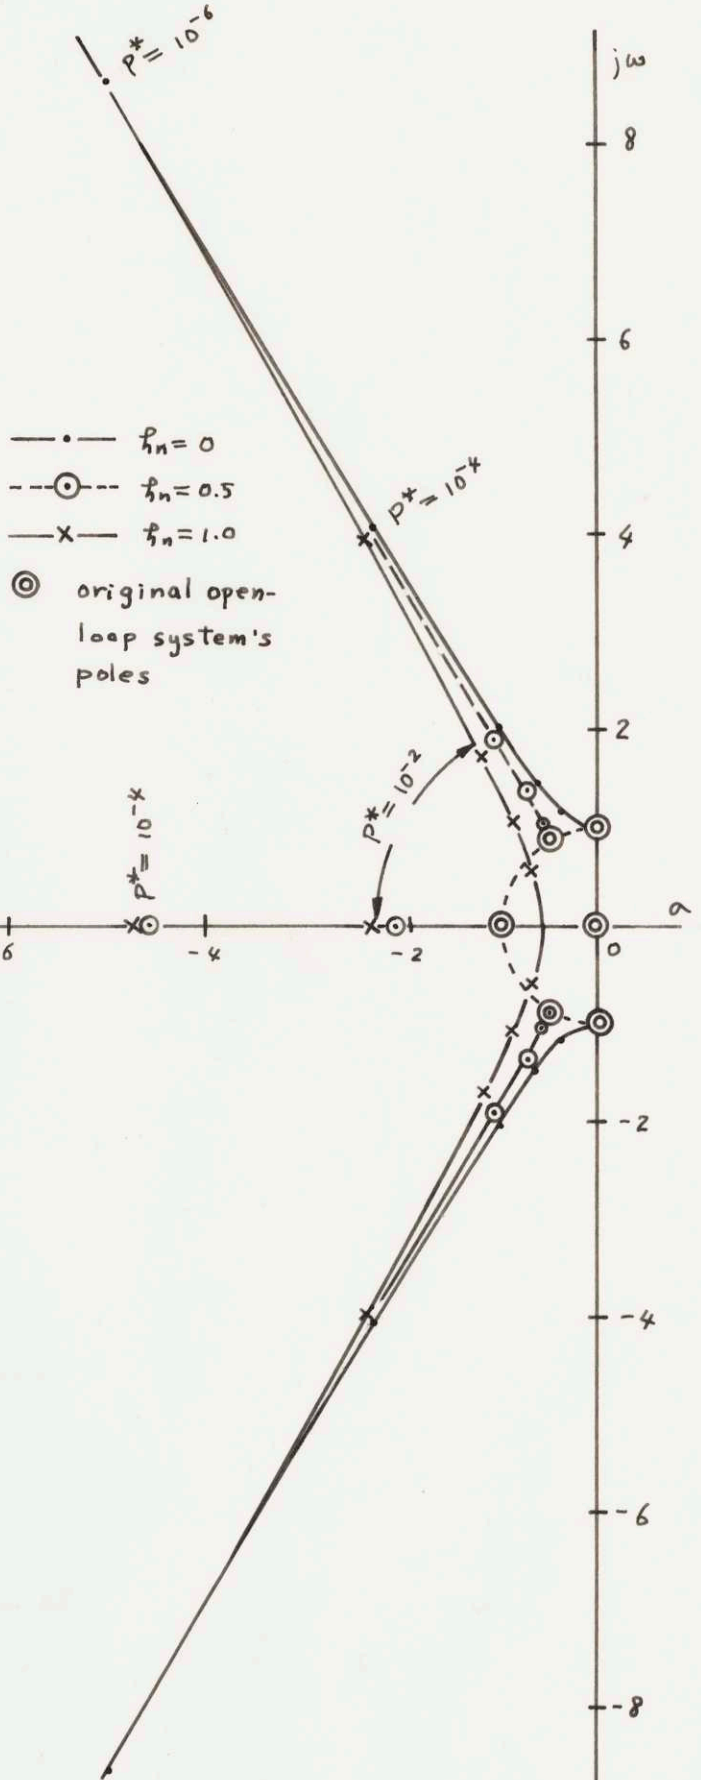 ρ* = 10⁻⁶
jω
8
6
ζₙ = 0
ζₙ = 0.5
ζₙ = 1.0
original open-
loop system's
poles
ρ* = 10⁻⁴
4
2
ρ* = 10⁻²
ρ* = 10⁻⁴
σ
6
-4
-2
0
-2
-4
-6
-8